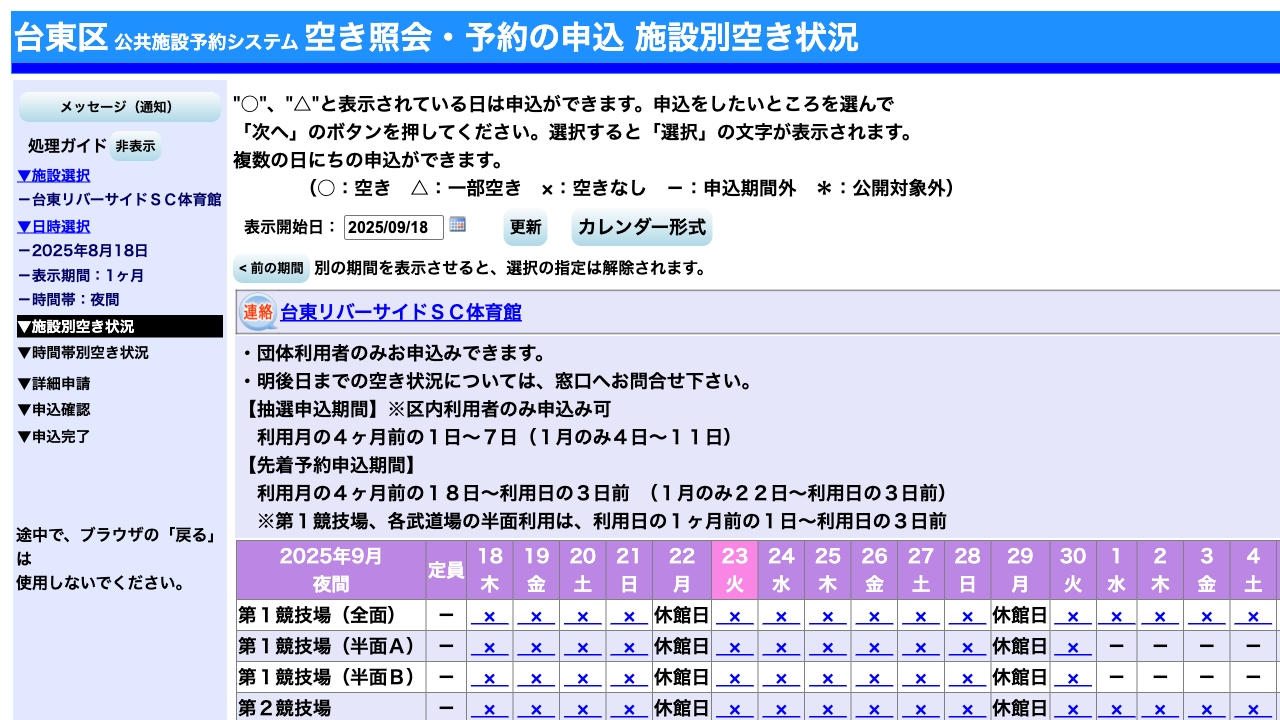 台東区 公共施設予約システム 空き照会・予約の申込 施設別空き状況
メッセージ（通知）
処理ガイド 非表示
▼施設選択
－台東リバーサイドＳＣ体育館
▼日時選択
－2025年8月18日
－表示期間：1ヶ月
－時間帯：夜間
▼施設別空き状況
▼時間帯別空き状況
▼詳細申請
▼申込確認
▼申込完了
途中で、ブラウザの「戻る」
は
使用しないでください。
"○"、"△"と表示されている日は申込ができます。申込をしたいところを選んで
「次へ」のボタンを押してください。選択すると「選択」の文字が表示されます。
複数の日にちの申込ができます。
（○：空き　△：一部空き　×：空きなし　－：申込期間外　＊：公開対象外）
表示開始日： 2025/09/18 更新 カレンダー形式
< 前の期間 別の期間を表示させると、選択の指定は解除されます。
連絡 台東リバーサイドＳＣ体育館
・団体利用者のみお申込みできます。
・明後日までの空き状況については、窓口へお問合せ下さい。
【抽選申込期間】※区内利用者のみ申込み可
利用月の４ヶ月前の１日～７日（１月のみ４日～１１日）
【先着予約申込期間】
利用月の４ヶ月前の１８日～利用日の３日前　（１月のみ２２日～利用日の３日前）
※第１競技場、各武道場の半面利用は、利用日の１ヶ月前の１日～利用日の３日前
2025年9月 定員 18 19 20 21 22 23 24 25 26 27 28 29 30 1 2 3 4
夜間 木 金 土 日 月 火 水 木 金 土 日 月 火 水 木 金 土
第１競技場（全面） － × × × × 休館日 × × × × × × 休館日 × × × × ×
第１競技場（半面Ａ） － × × × × 休館日 × × × × × × 休館日 × － － － －
第１競技場（半面Ｂ） － × × × × 休館日 × × × × × × 休館日 × － － － －
第２競技場 － × × × × 休館日 × × × × × × 休館日 × × × × ×